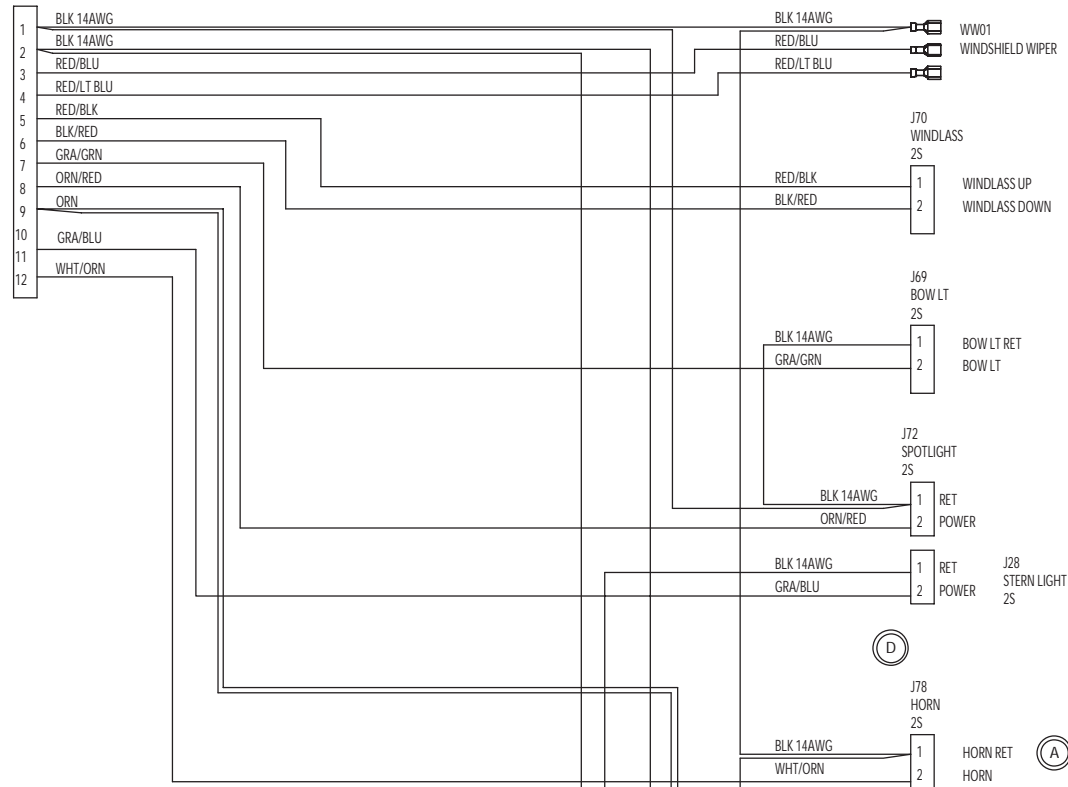 1 BLK 14AWG
2 BLK 14AWG
3 RED/BLU
4 RED/LT BLU
5 RED/BLK
6 BLK/RED
7 GRA/GRN
8 ORN/RED
9 ORN
10
11 GRA/BLU
12 WHT/ORN
BLK 14AWG WW01
RED/BLU WINDSHIELD WIPER
RED/LT BLU
J70
WINDLASS
2S
RED/BLK 1 WINDLASS UP
BLK/RED 2 WINDLASS DOWN
J69
BOW LT
2S
BLK 14AWG 1 BOW LT RET
GRA/GRN 2 BOW LT
J72
SPOTLIGHT
2S
BLK 14AWG 1 RET
ORN/RED 2 POWER
BLK 14AWG 1 RET
GRA/BLU 2 POWER
J28
STERN LIGHT
2S
D
J78
HORN
2S
BLK 14AWG 1 HORN RET
WHT/ORN 2 HORN
A